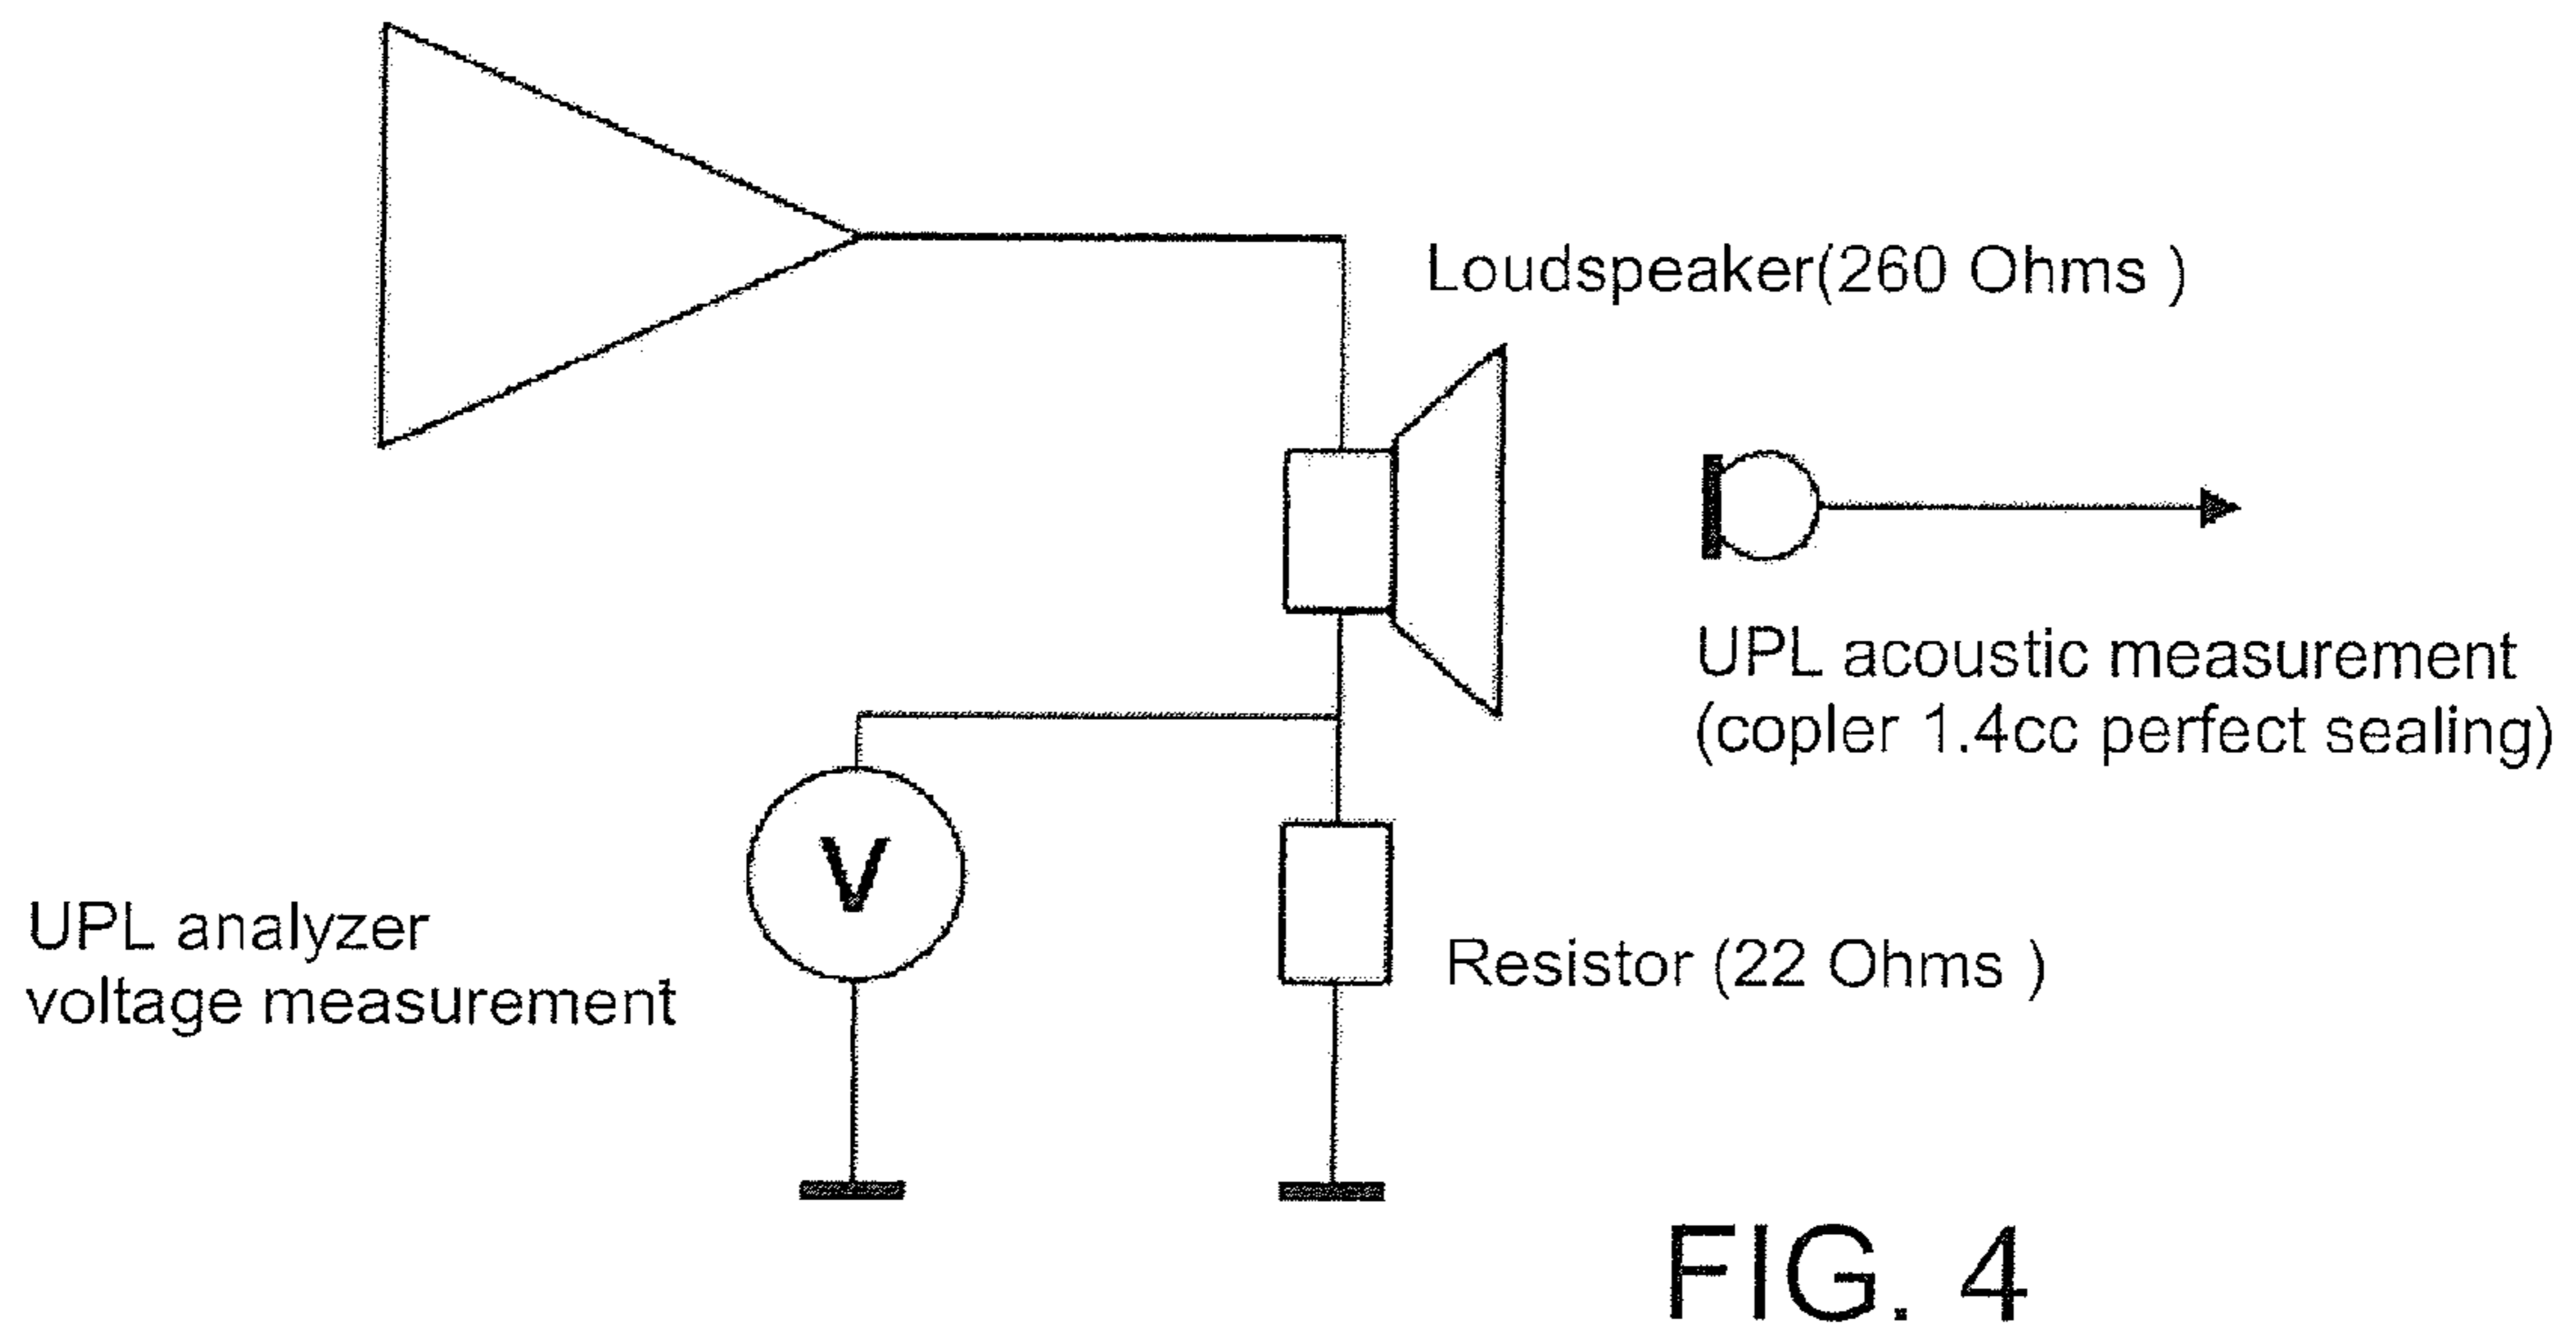 Loudspeaker(260 Ohms )
UPL acoustic measurement
(copler 1.4cc perfect sealing)
V
UPL analyzer
voltage measurement
Resistor (22 Ohms )
FIG. 4